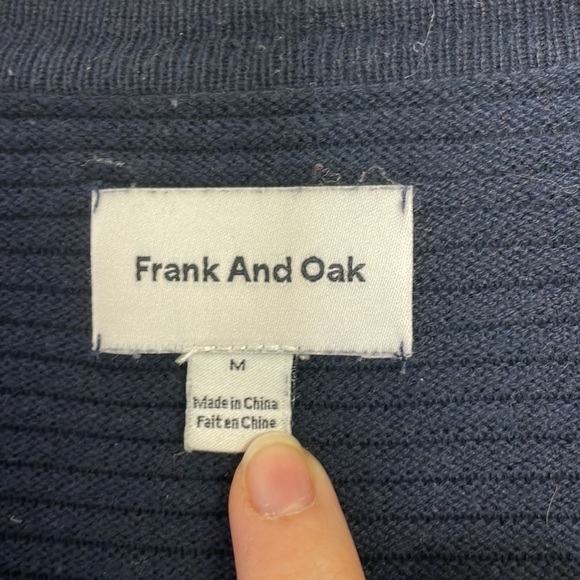 Frank And Oak
M
Made in China
Fait en Chine